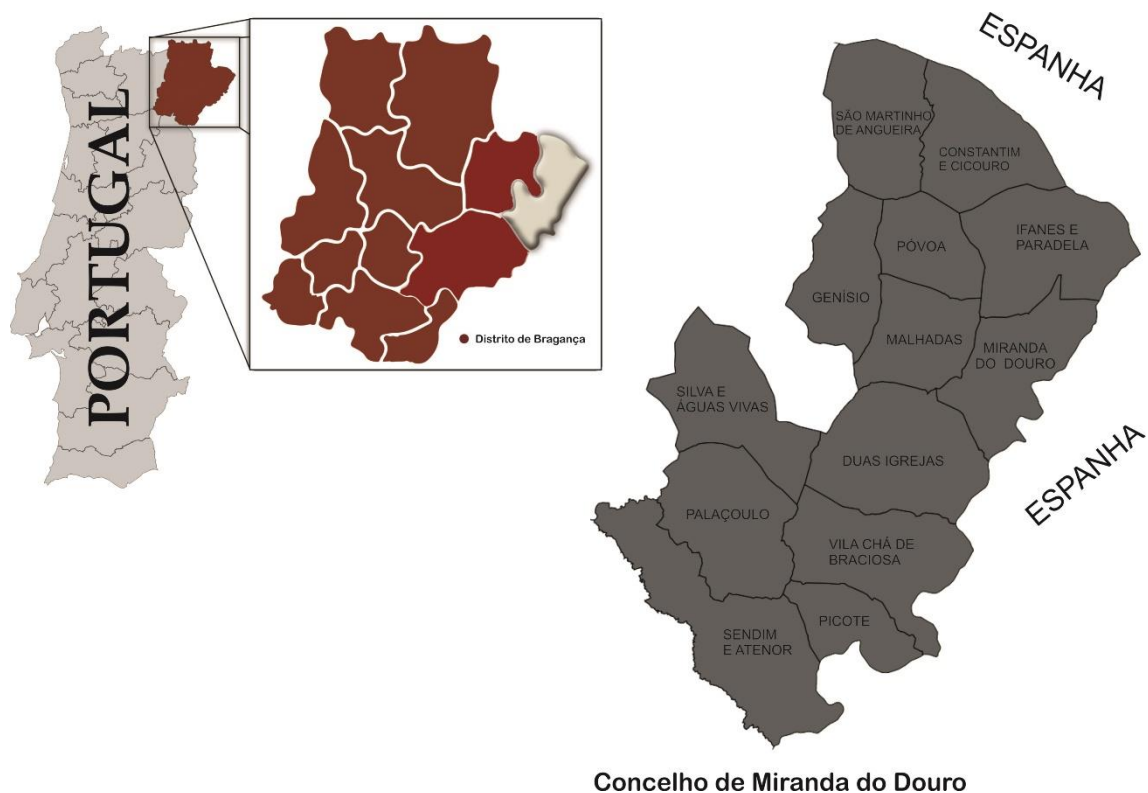 PORTUGAL
Distrito de Bragança
ESPANHA
SÃO MARTINHO
DE ANGUEIRA
CONSTANTIM
E CICOURO
IFANES E
PARADELA
PÓVOA
GENÍSIO
MALHADAS
MIRANDA
DO DOURO
SILVA E
ÁGUAS VIVAS
DUAS IGREJAS
ESPANHA
PALAÇOULO
VILA CHÁ DE
BRACIOSA
PICOTE
SENDIM
E ATENOR
Concelho de Miranda do Douro